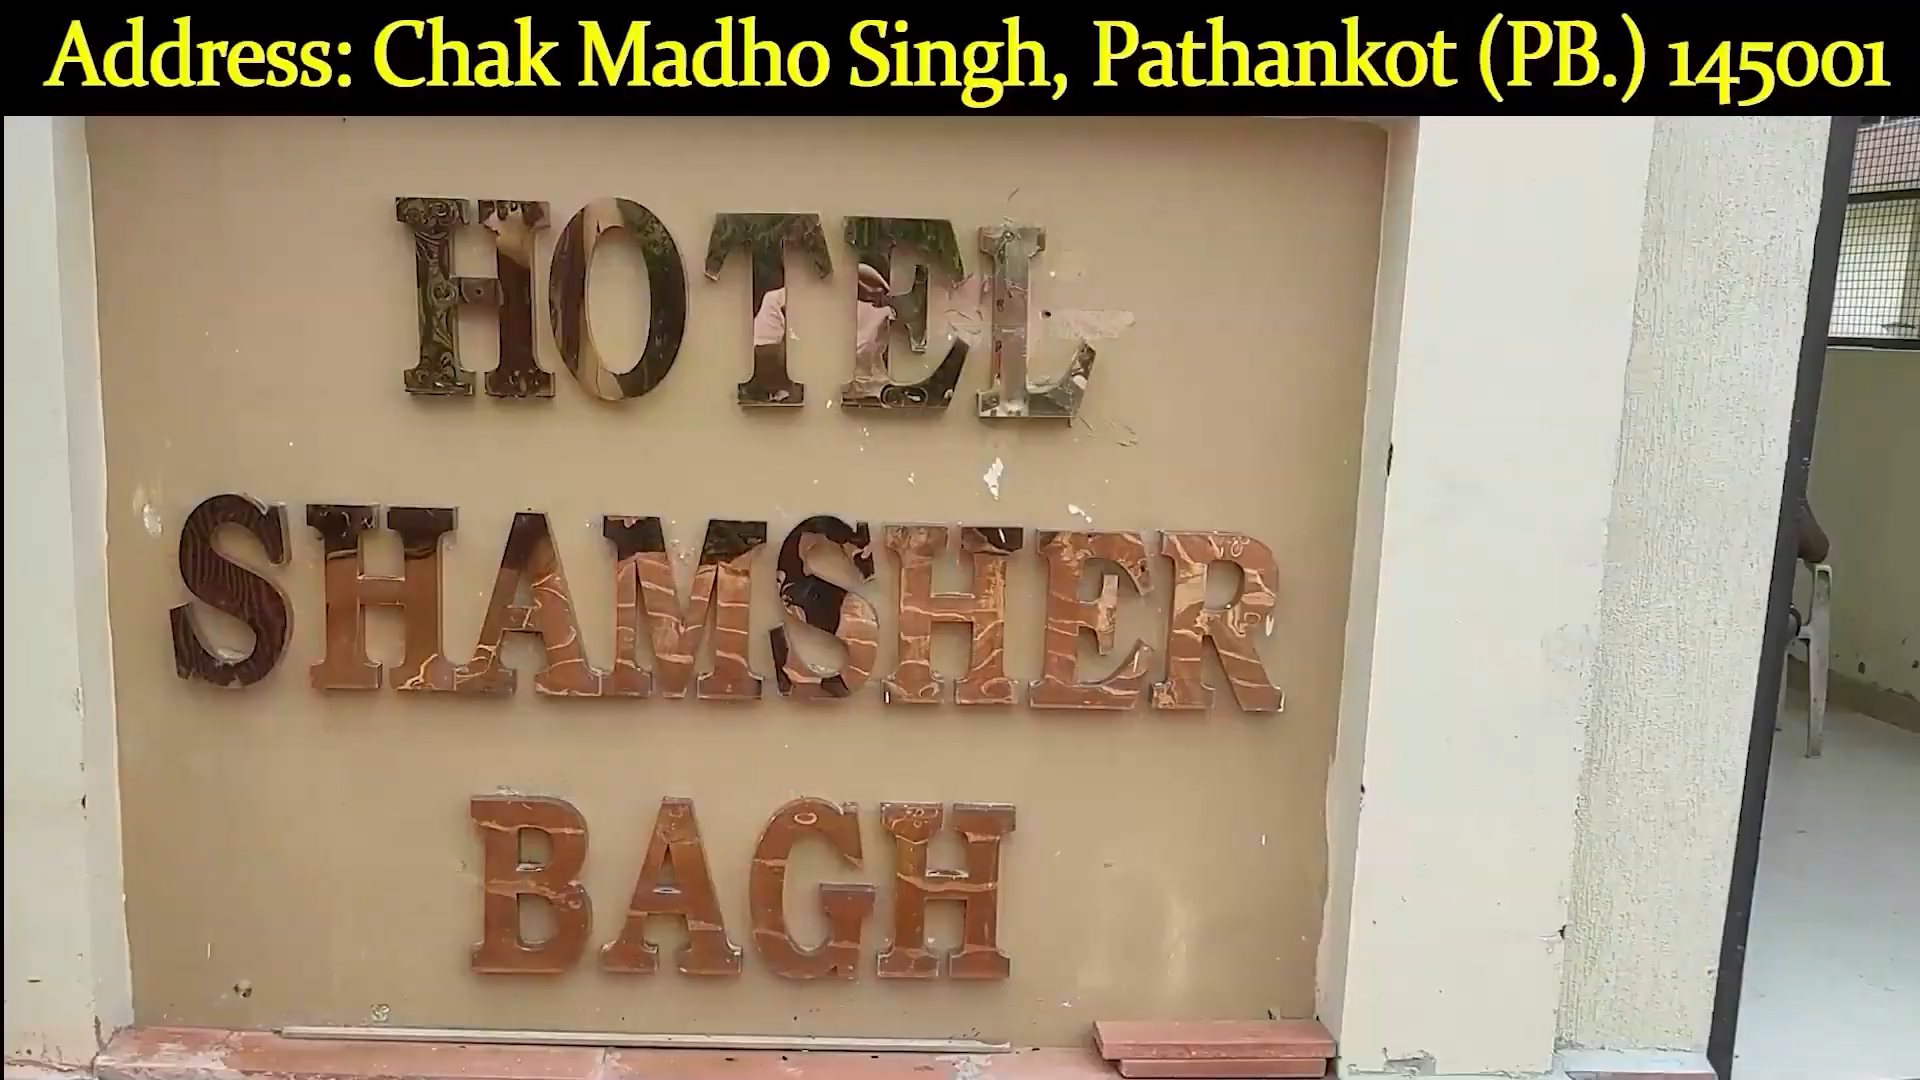 Address: Chak Madho Singh, Pathankot (PB.) 145001
HOTEL
SHAMSHER
BAGH